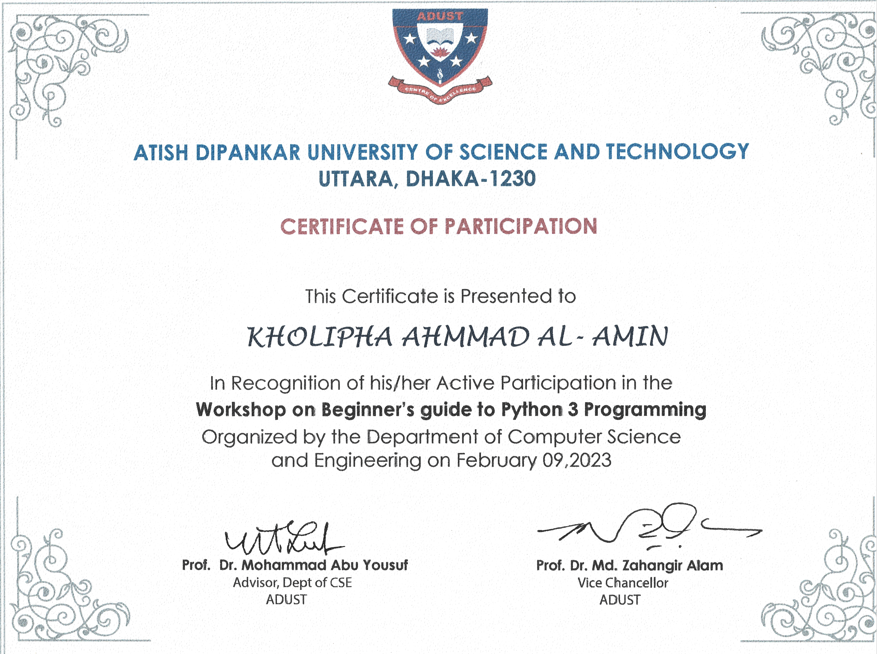 ADUST
CENTRE OF EXCELLENCE
ATISH DIPANKAR UNIVERSITY OF SCIENCE AND TECHNOLOGY
UTTARA, DHAKA-1230
CERTIFICATE OF PARTICIPATION
This Certificate is Presented to
KHOLIPHA AHMMAD AL- AMIN
In Recognition of his/her Active Participation in the
Workshop on Beginner's guide to Python 3 Programming
Organized by the Department of Computer Science
and Engineering on February 09,2023
Prof. Dr. Mohammad Abu Yousuf
Advisor, Dept of CSE
ADUST
Prof. Dr. Md. Zahangir Alam
Vice Chancellor
ADUST